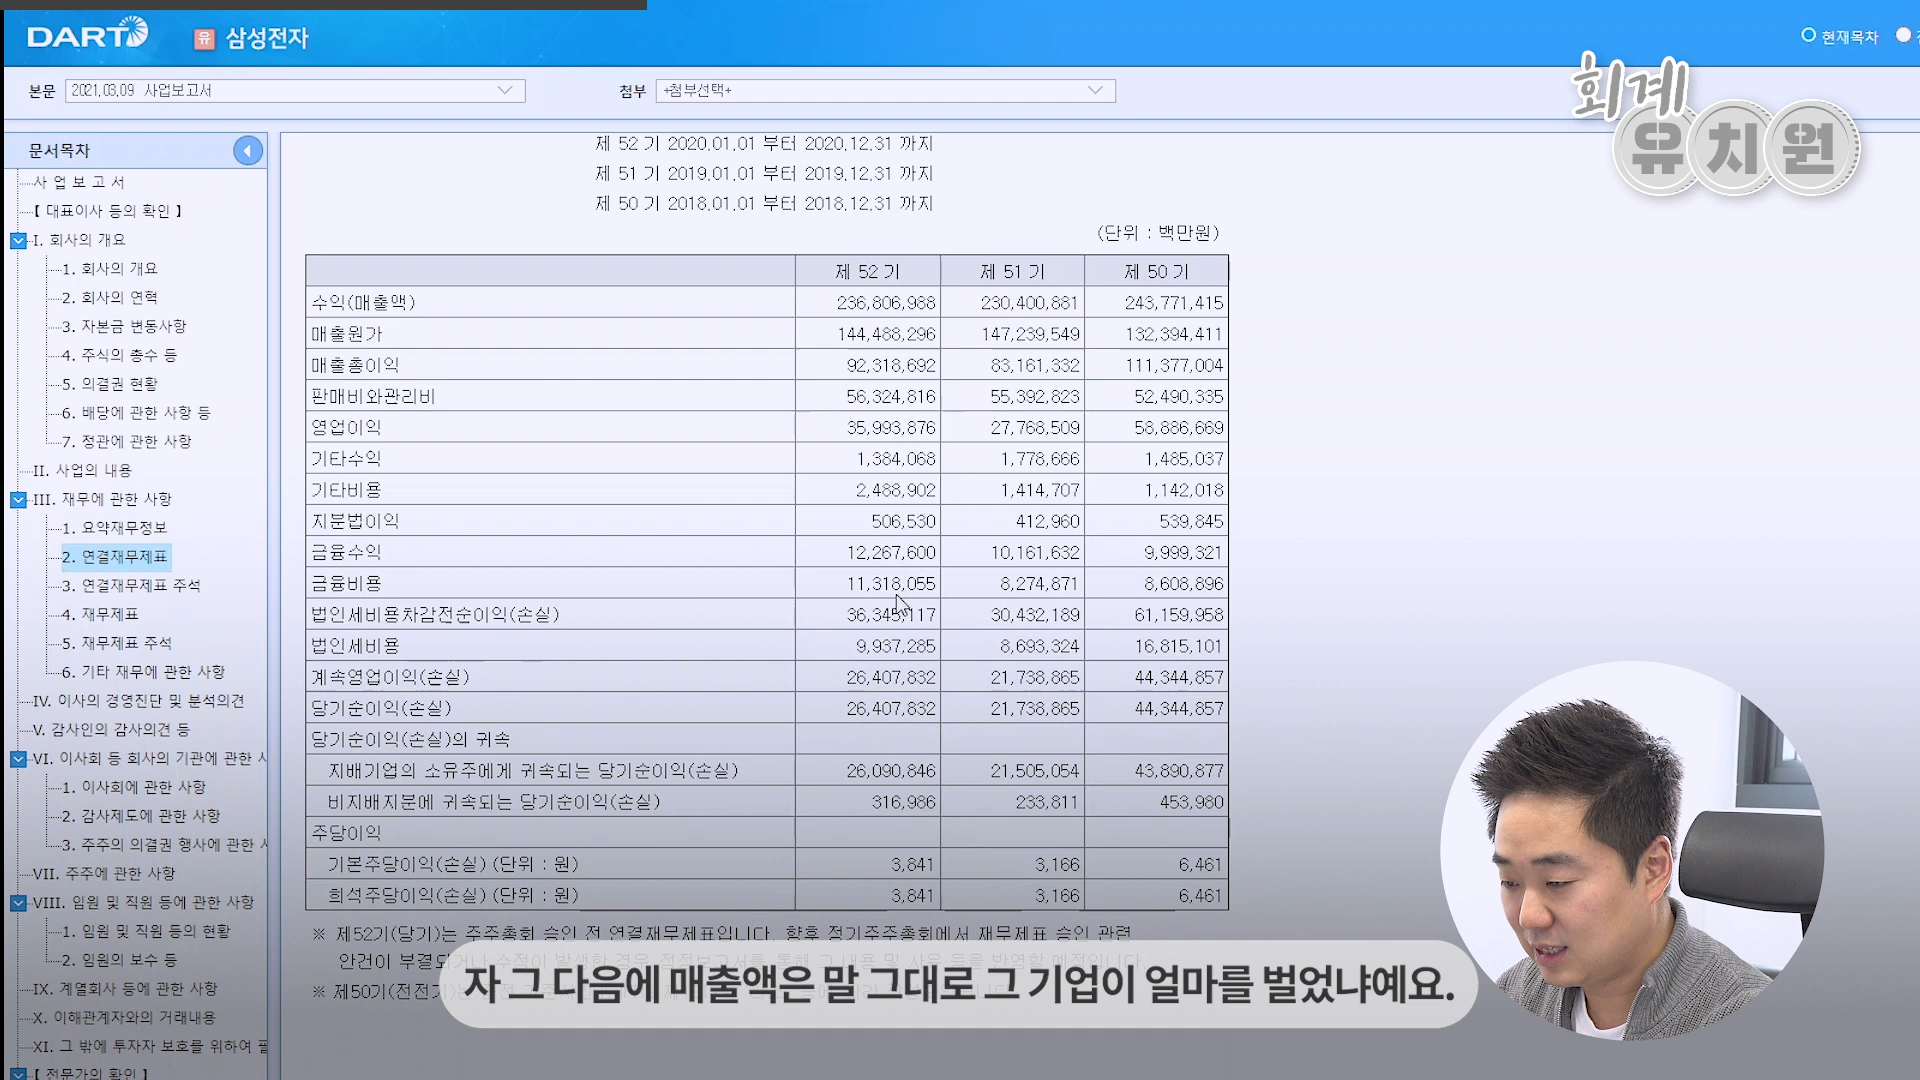 DART
유 삼성전자
현재목차
회계
유치원
본문 2021.03.09 사업보고서
첨부 +첨부선택+
문서목차
사 업 보 고 서
【 대표이사 등의 확인 】
I. 회사의 개요
1. 회사의 개요
2. 회사의 연혁
3. 자본금 변동사항
4. 주식의 총수 등
5. 의결권 현황
6. 배당에 관한 사항 등
7. 정관에 관한 사항
II. 사업의 내용
III. 재무에 관한 사항
1. 요약재무정보
2. 연결재무제표
3. 연결재무제표 주석
4. 재무제표
5. 재무제표 주석
6. 기타 재무에 관한 사항
IV. 이사의 경영진단 및 분석의견
V. 감사인의 감사의견 등
VI. 이사회 등 회사의 기관에 관한
1. 이사회에 관한 사항
2. 감사제도에 관한 사항
3. 주주의 의결권 행사에 관한
VII. 주주에 관한 사항
VIII. 임원 및 직원 등에 관한 사항
1. 임원 및 직원 등의 현황
2. 임원의 보수 등
IX. 계열회사 등에 관한 사항
X. 이해관계자와의 거래내용
XI. 그 밖에 투자자 보호를 위하여
【 전문가의 확인 】
제 52 기 2020.01.01 부터 2020.12.31 까지
제 51 기 2019.01.01 부터 2019.12.31 까지
제 50 기 2018.01.01 부터 2018.12.31 까지
(단위 : 백만원)
제 52 기 제 51 기 제 50 기
수익(매출액) 236,806,988 230,400,881 243,771,415
매출원가 144,488,296 147,239,549 132,394,411
매출총이익 92,318,692 83,161,332 111,377,004
판매비와관리비 56,324,816 55,392,823 52,490,335
영업이익 35,993,876 27,768,509 58,886,669
기타수익 1,384,068 1,778,666 1,485,037
기타비용 2,488,902 1,414,707 1,142,018
지분법이익 506,530 412,960 539,845
금융수익 12,267,600 10,161,632 9,999,321
금융비용 11,318,055 8,274,871 8,608,896
법인세비용차감전순이익(손실) 36,345,117 30,432,189 61,159,958
법인세비용 9,937,285 8,693,324 16,815,101
계속영업이익(손실) 26,407,832 21,738,865 44,344,857
당기순이익(손실) 26,407,832 21,738,865 44,344,857
당기순이익(손실)의 귀속
지배기업의 소유주에게 귀속되는 당기순이익(손실) 26,090,846 21,505,054 43,890,877
비지배지분에 귀속되는 당기순이익(손실) 316,986 233,811 453,980
주당이익
기본주당이익(손실) (단위 : 원) 3,841 3,166 6,461
희석주당이익(손실) (단위 : 원) 3,841 3,166 6,461
※ 제52기(당기)는 주주총회 승인 전 연결재무제표입니다. 향후 정기주주총회에서 재무제표 승인 관련
안건이
※ 제50기(전전기)
자 그 다음에 매출액은 말 그대로 그 기업이 얼마를 벌었냐예요.